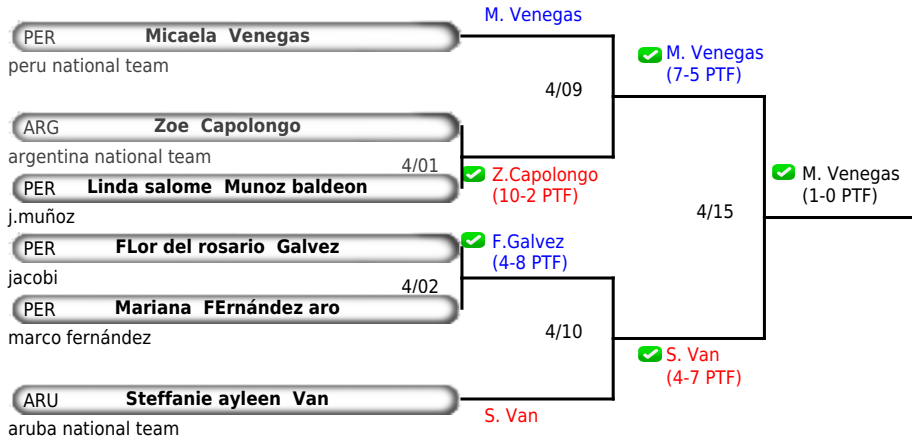 M. Venegas
PER Micaela Venegas
peru national team
M. Venegas
(7-5 PTF)
4/09
ARG Zoe Capolongo
argentina national team
4/01
Z.Capolongo
(10-2 PTF)
PER Linda salome Munoz baldeon
j.muñoz
M. Venegas
(1-0 PTF)
4/15
PER FLor del rosario Galvez
jacobi
F.Galvez
(4-8 PTF)
4/02
PER Mariana FErnández aro
marco fernández
4/10
S. Van
(4-7 PTF)
ARU Steffanie ayleen Van
aruba national team
S. Van